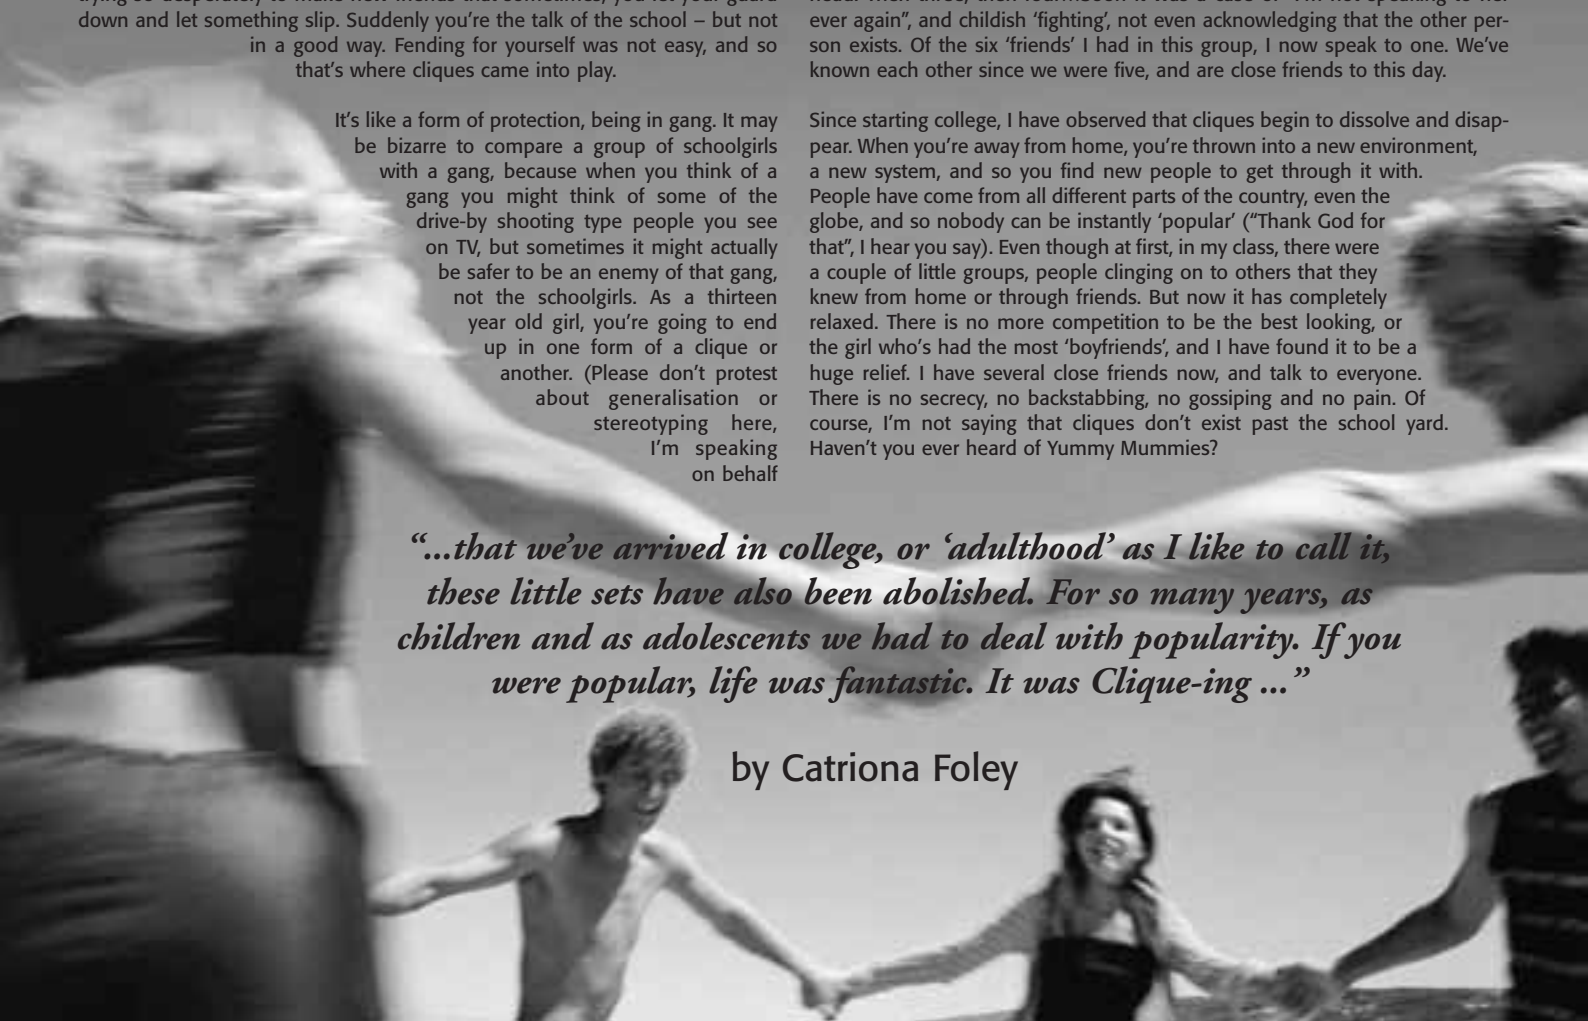 trying so desperately to make new friends that sometimes, you let your guard
down and let something slip. Suddenly you're the talk of the school – but not
in a good way. Fending for yourself was not easy, and so
that's where cliques came into play.
It's like a form of protection, being in gang. It may
be bizarre to compare a group of schoolgirls
with a gang, because when you think of a
gang you might think of some of the
drive-by shooting type people you see
on TV, but sometimes it might actually
be safer to be an enemy of that gang,
not the schoolgirls. As a thirteen
year old girl, you're going to end
up in one form of a clique or
another. (Please don't protest
about generalisation or
stereotyping here,
I'm speaking
on behalf
ever again”, and childish ‘fighting’, not even acknowledging that the other per-
son exists. Of the six ‘friends’ I had in this group, I now speak to one. We've
known each other since we were five, and are close friends to this day.
Since starting college, I have observed that cliques begin to dissolve and disap-
pear. When you're away from home, you're thrown into a new environment,
a new system, and so you find new people to get through it with.
People have come from all different parts of the country, even the
globe, and so nobody can be instantly ‘popular’ (“Thank God for
that”, I hear you say). Even though at first, in my class, there were
a couple of little groups, people clinging on to others that they
knew from home or through friends. But now it has completely
relaxed. There is no more competition to be the best looking, or
the girl who's had the most ‘boyfriends’, and I have found it to be a
huge relief. I have several close friends now, and talk to everyone.
There is no secrecy, no backstabbing, no gossiping and no pain. Of
course, I'm not saying that cliques don't exist past the school yard.
Haven't you ever heard of Yummy Mummies?
“...that we've arrived in college, or ‘adulthood’ as I like to call it,
these little sets have also been abolished. For so many years, as
children and as adolescents we had to deal with popularity. If you
were popular, life was fantastic. It was Clique-ing ...”
by Catriona Foley